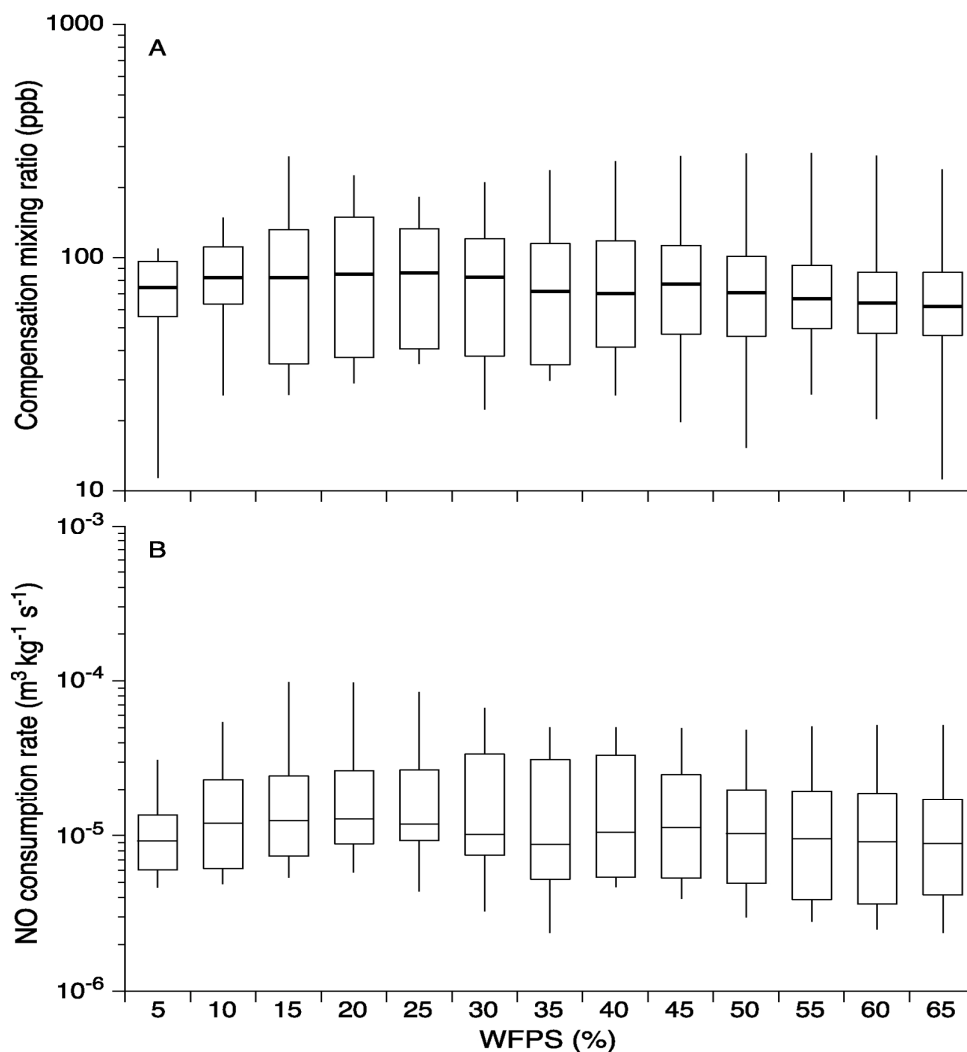 A
Compensation mixing ratio (ppb)
1000
100
10
B
NO consumption rate (m³ kg⁻¹ s⁻¹)
10⁻³
10⁻⁴
10⁻⁵
10⁻⁶
5 10 15 20 25 30 35 40 45 50 55 60 65
WFPS (%)